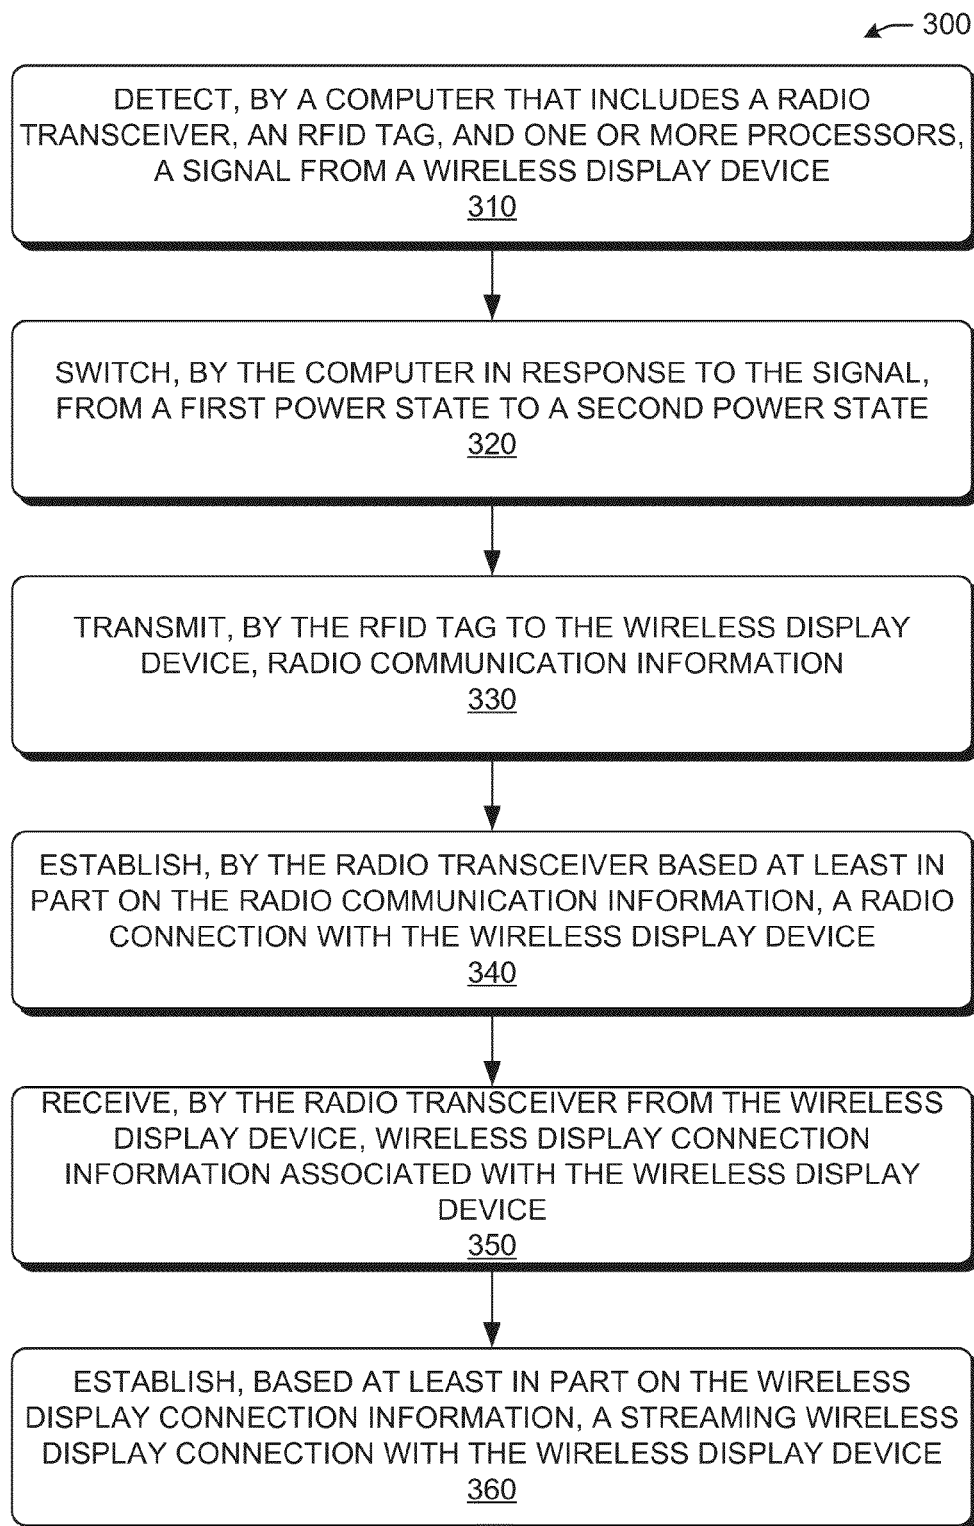 300
DETECT, BY A COMPUTER THAT INCLUDES A RADIO
TRANSCEIVER, AN RFID TAG, AND ONE OR MORE PROCESSORS,
A SIGNAL FROM A WIRELESS DISPLAY DEVICE
310
SWITCH, BY THE COMPUTER IN RESPONSE TO THE SIGNAL,
FROM A FIRST POWER STATE TO A SECOND POWER STATE
320
TRANSMIT, BY THE RFID TAG TO THE WIRELESS DISPLAY
DEVICE, RADIO COMMUNICATION INFORMATION
330
ESTABLISH, BY THE RADIO TRANSCEIVER BASED AT LEAST IN
PART ON THE RADIO COMMUNICATION INFORMATION, A RADIO
CONNECTION WITH THE WIRELESS DISPLAY DEVICE
340
RECEIVE, BY THE RADIO TRANSCEIVER FROM THE WIRELESS
DISPLAY DEVICE, WIRELESS DISPLAY CONNECTION
INFORMATION ASSOCIATED WITH THE WIRELESS DISPLAY
DEVICE
350
ESTABLISH, BASED AT LEAST IN PART ON THE WIRELESS
DISPLAY CONNECTION INFORMATION, A STREAMING WIRELESS
DISPLAY CONNECTION WITH THE WIRELESS DISPLAY DEVICE
360